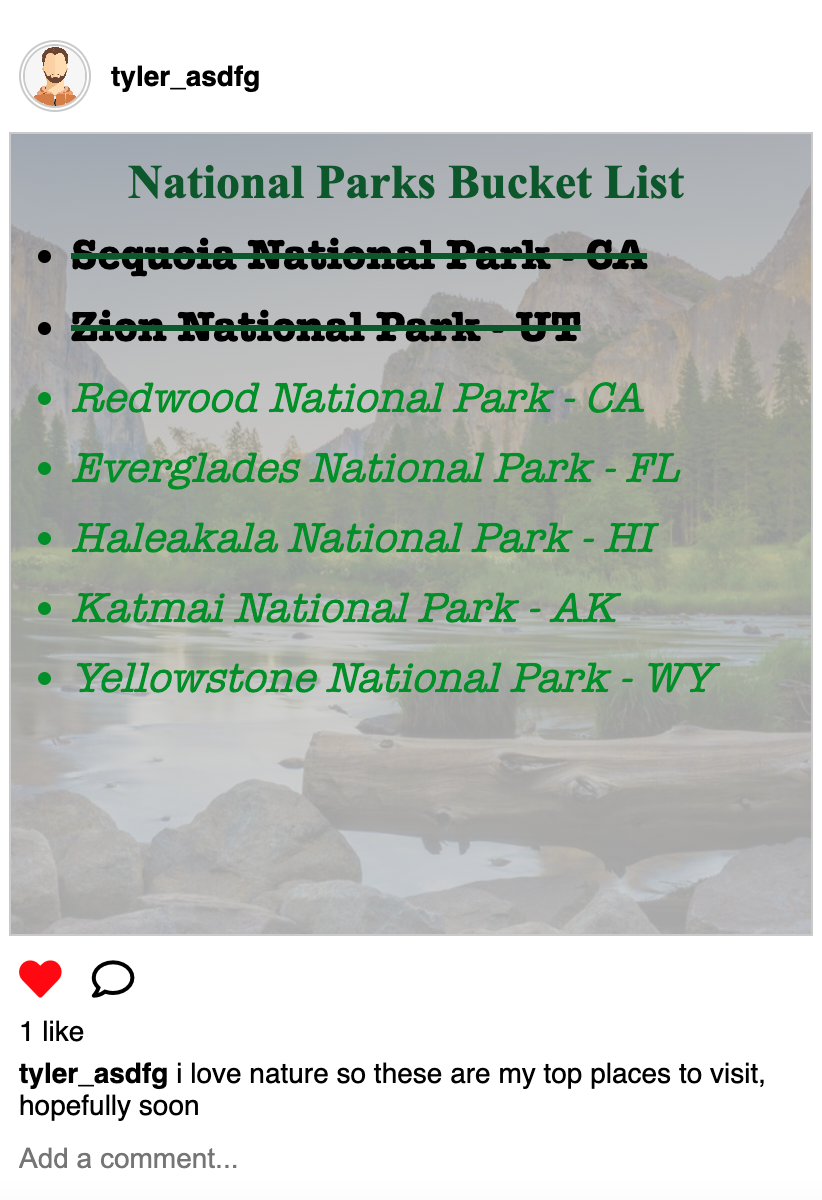 tyler_asdfg
National Parks Bucket List
Sequoia National Park - CA
Zion National Park - UT
Redwood National Park - CA
Everglades National Park - FL
Haleakala National Park - HI
Katmai National Park - AK
Yellowstone National Park - WY
1 like
tyler_asdfg i love nature so these are my top places to visit,
hopefully soon
Add a comment...